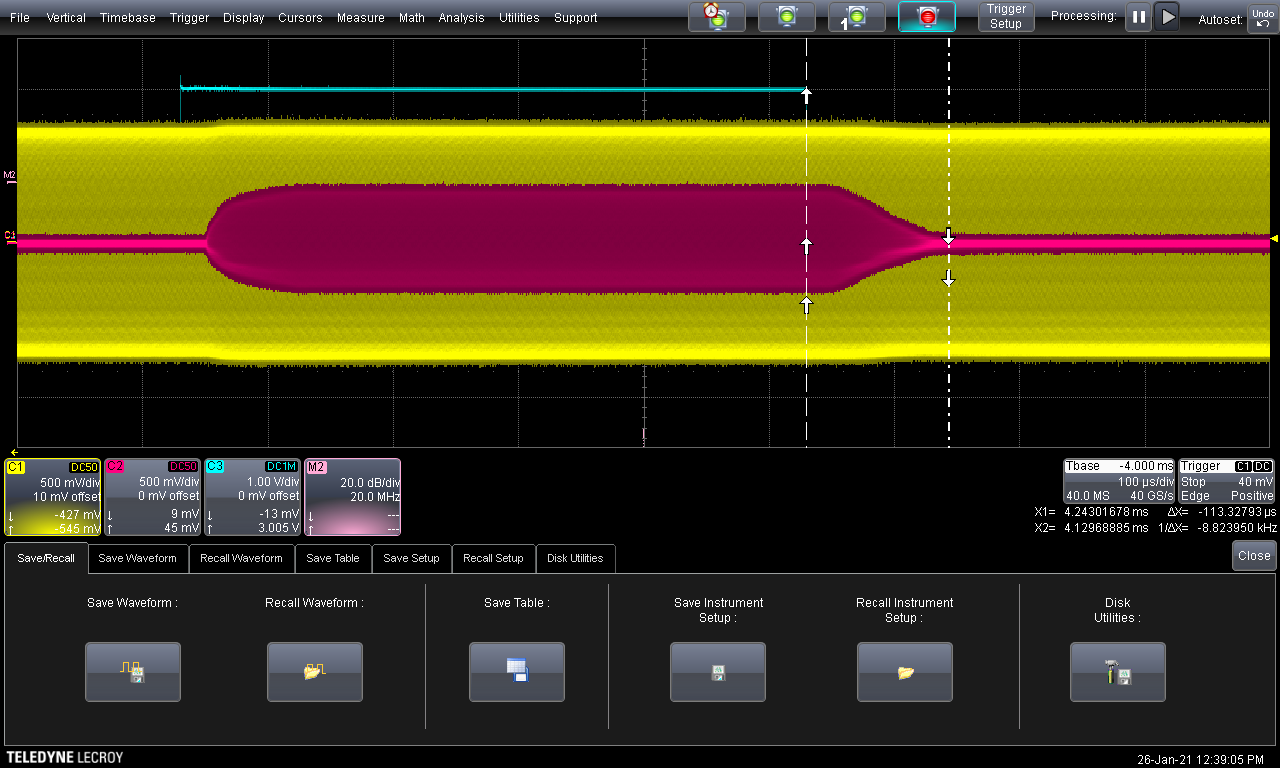 File Vertical Timebase Trigger Display Cursors Measure Math Analysis Utilities Support
1
Trigger
Setup
Processing:
Autoset:
Undo
M2
C1
C1 DC50
500 mV/div
10 mV offset
-427 mV
-545 mV
C2 DC50
500 mV/div
0 mV offset
9 mV
45 mV
C3 DC1M
1.00 V/div
0 mV offset
-13 mV
3.005 V
M2
20.0 dB/div
20.0 MHz
---
---
Tbase -4.000 ms
100 µs/div
40.0 MS 40 GS/s
Trigger C1 DC
Stop 40 mV
Edge Positive
X1= 4.24301678 ms ΔX= -113.32793 µs
X2= 4.12968885 ms 1/ΔX= -8.823950 kHz
Save/Recall Save Waveform Recall Waveform Save Table Save Setup Recall Setup Disk Utilities
Close
Save Waveform :
Recall Waveform :
Save Table :
Save Instrument
Setup :
Recall Instrument
Setup :
Disk
Utilities :
TELEDYNE LECROY
26-Jan-21 12:39:05 PM